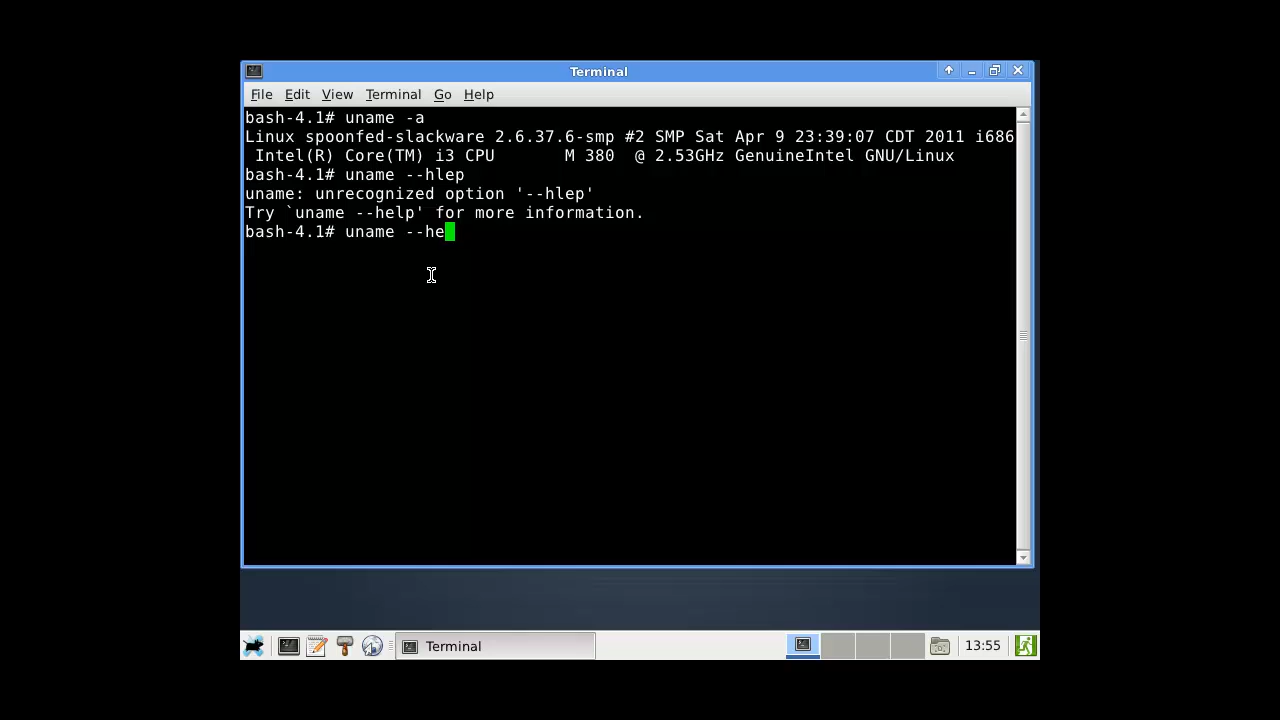 Terminal
File Edit View Terminal Go Help
bash-4.1# uname -a
Linux spoonfed-slackware 2.6.37.6-smp #2 SMP Sat Apr 9 23:39:07 CDT 2011 i686
Intel(R) Core(TM) i3 CPU       M 380  @ 2.53GHz GenuineIntel GNU/Linux
bash-4.1# uname --hlep
uname: unrecognized option '--hlep'
Try `uname --help' for more information.
bash-4.1# uname --he
Terminal
13:55